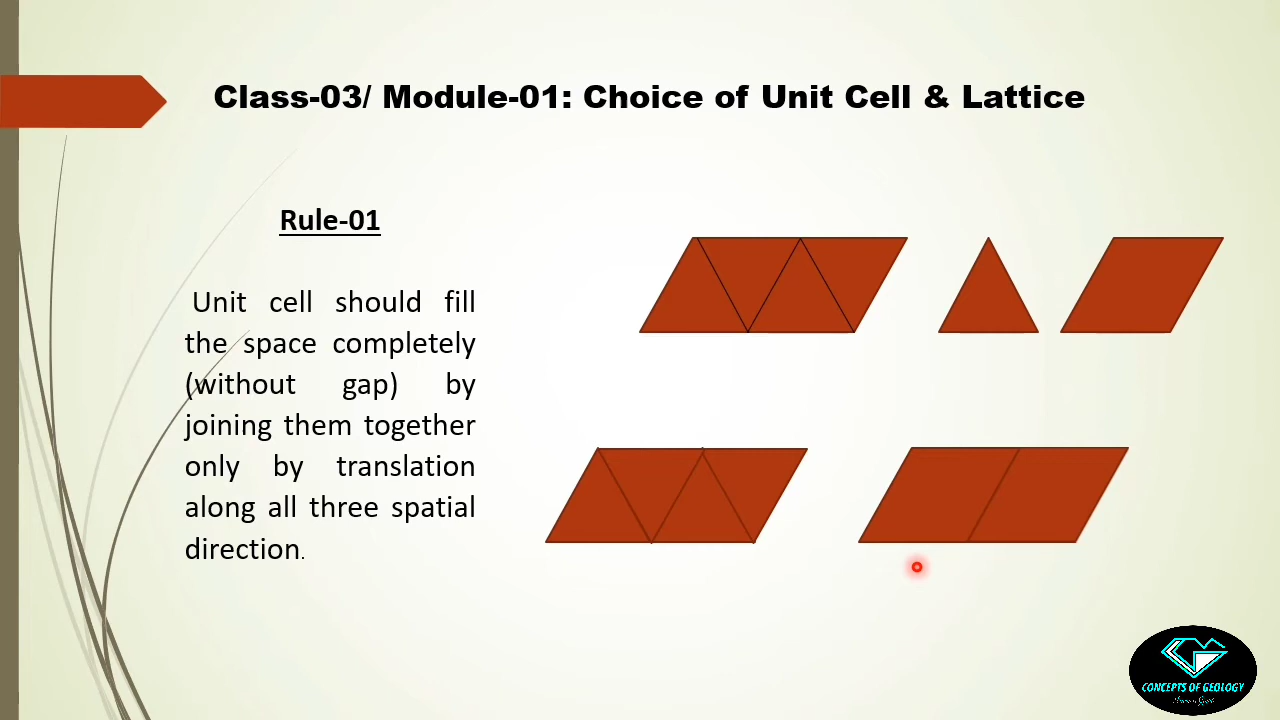 Class-03/ Module-01: Choice of Unit Cell & Lattice
Rule-01
Unit cell should fill
the space completely
(without gap) by
joining them together
only by translation
along all three spatial
direction.
CONCEPTS OF GEOLOGY